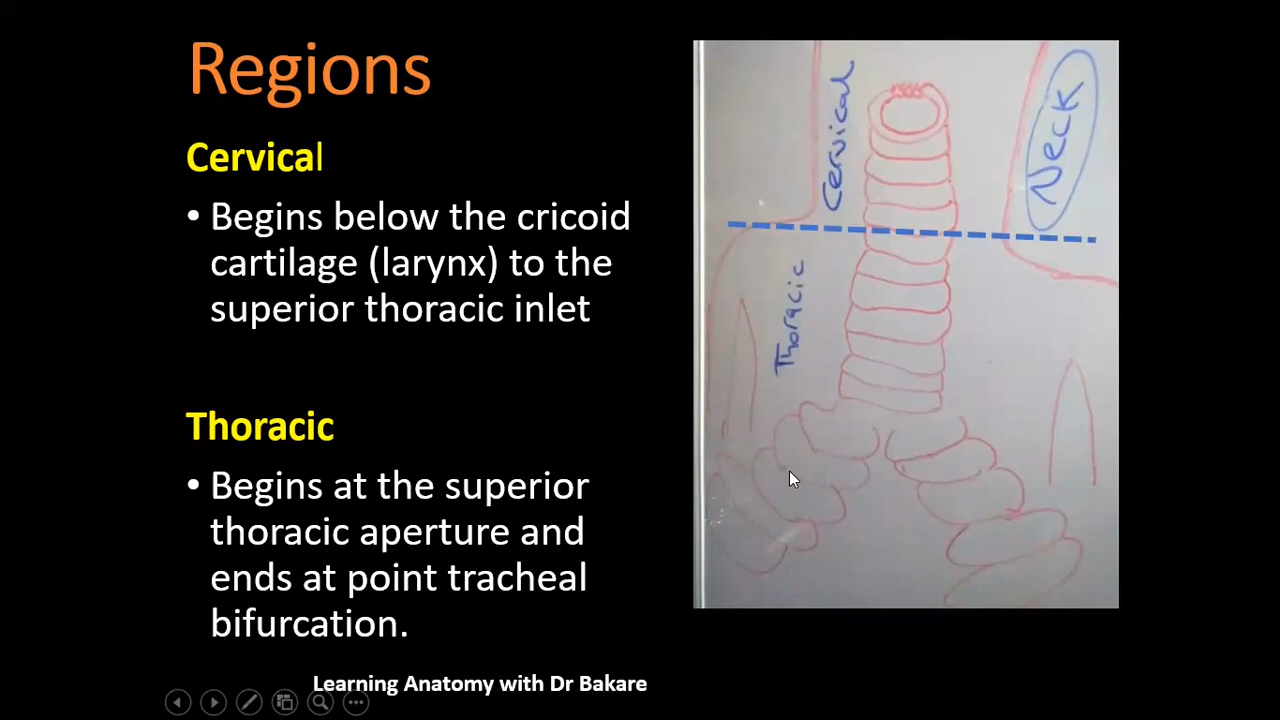 Regions
Cervical
• Begins below the cricoid
cartilage (larynx) to the
superior thoracic inlet
Thoracic
• Begins at the superior
thoracic aperture and
ends at point tracheal
bifurcation.
Learning Anatomy with Dr Bakare
Cervical
Neck
Thoracic